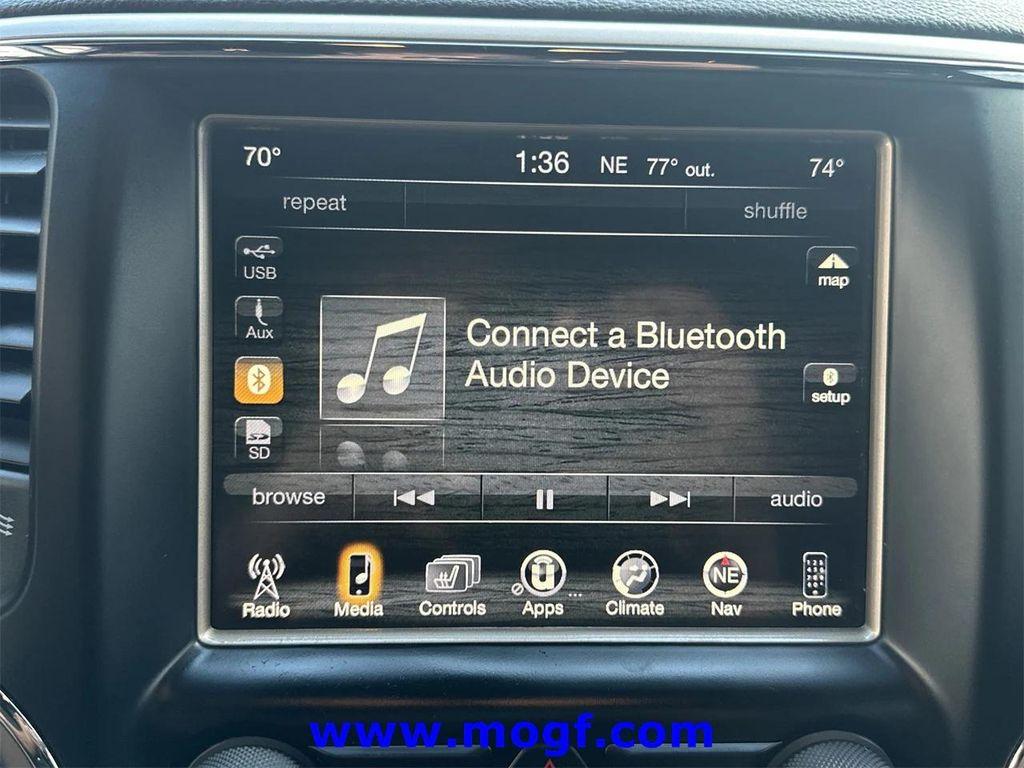 70° 1:36 NE 77° out. 74°
repeat shuffle
USB
map
Aux
Connect a Bluetooth
Audio Device
setup
SD
browse audio
NE
Radio Media Controls Apps Climate Nav Phone
www.mogf.com